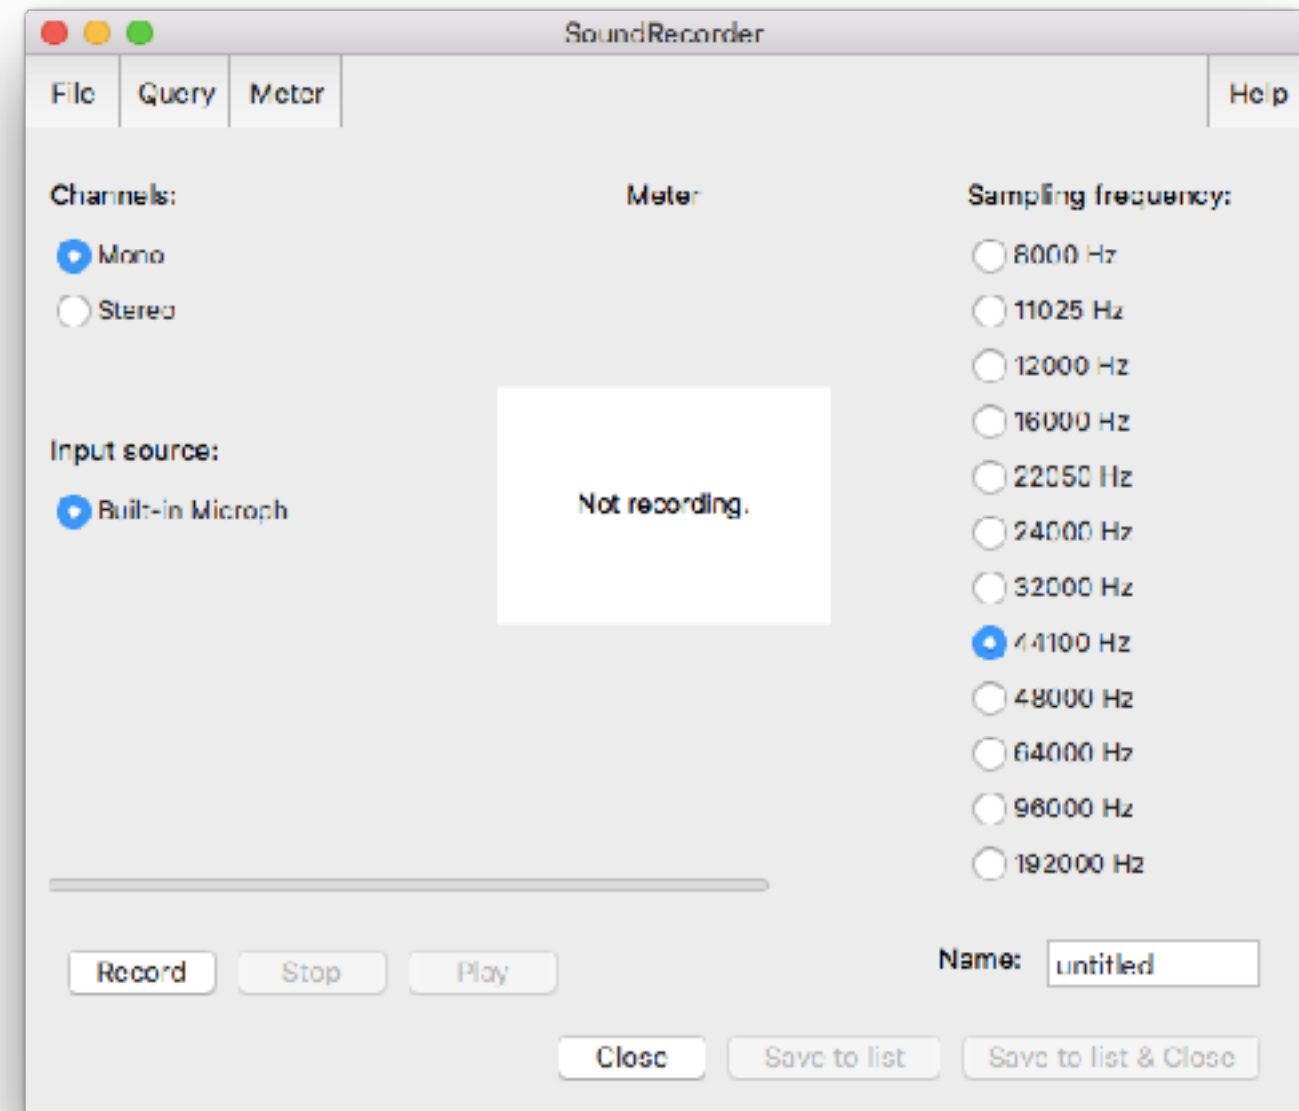 SoundRecorder
File Query Meter Help
Channels:
Mono
Stereo
Input source:
Built-in Microph
Meter
Not recording.
Sampling frequency:
8000 Hz
11025 Hz
12000 Hz
16000 Hz
22050 Hz
24000 Hz
32000 Hz
44100 Hz
48000 Hz
64000 Hz
96000 Hz
192000 Hz
Record Stop Play
Name: untitled
Close Save to list Save to list & Close